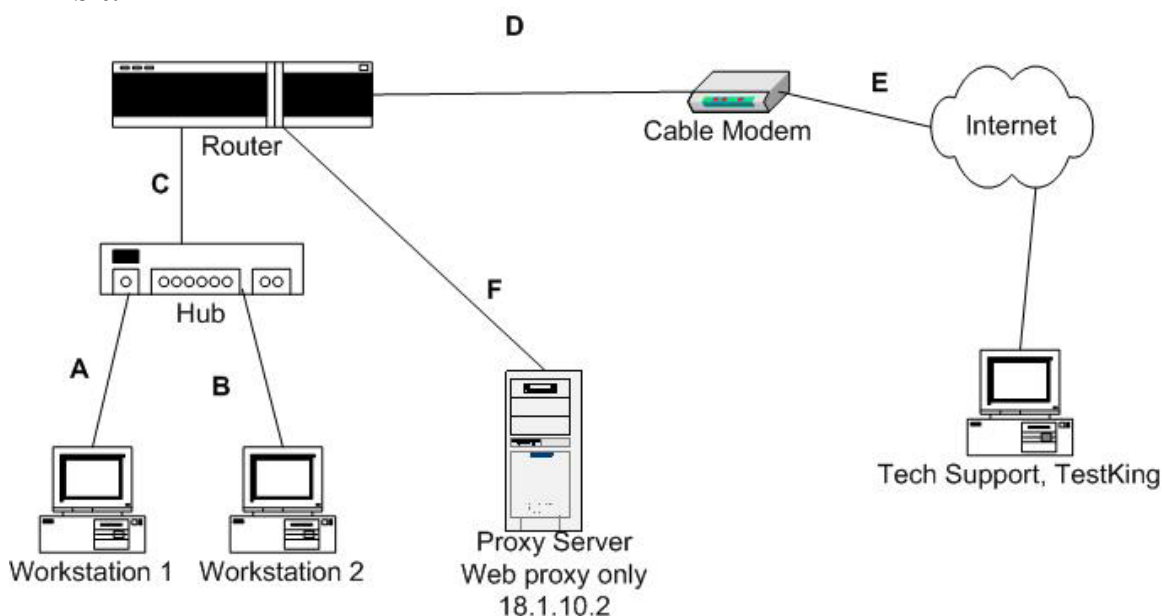 D
E
Internet
Cable Modem
Router
C
F
Hub
A
B
Tech Support, TestKing
Workstation 1
Workstation 2
Proxy Server
Web proxy only
18.1.10.2